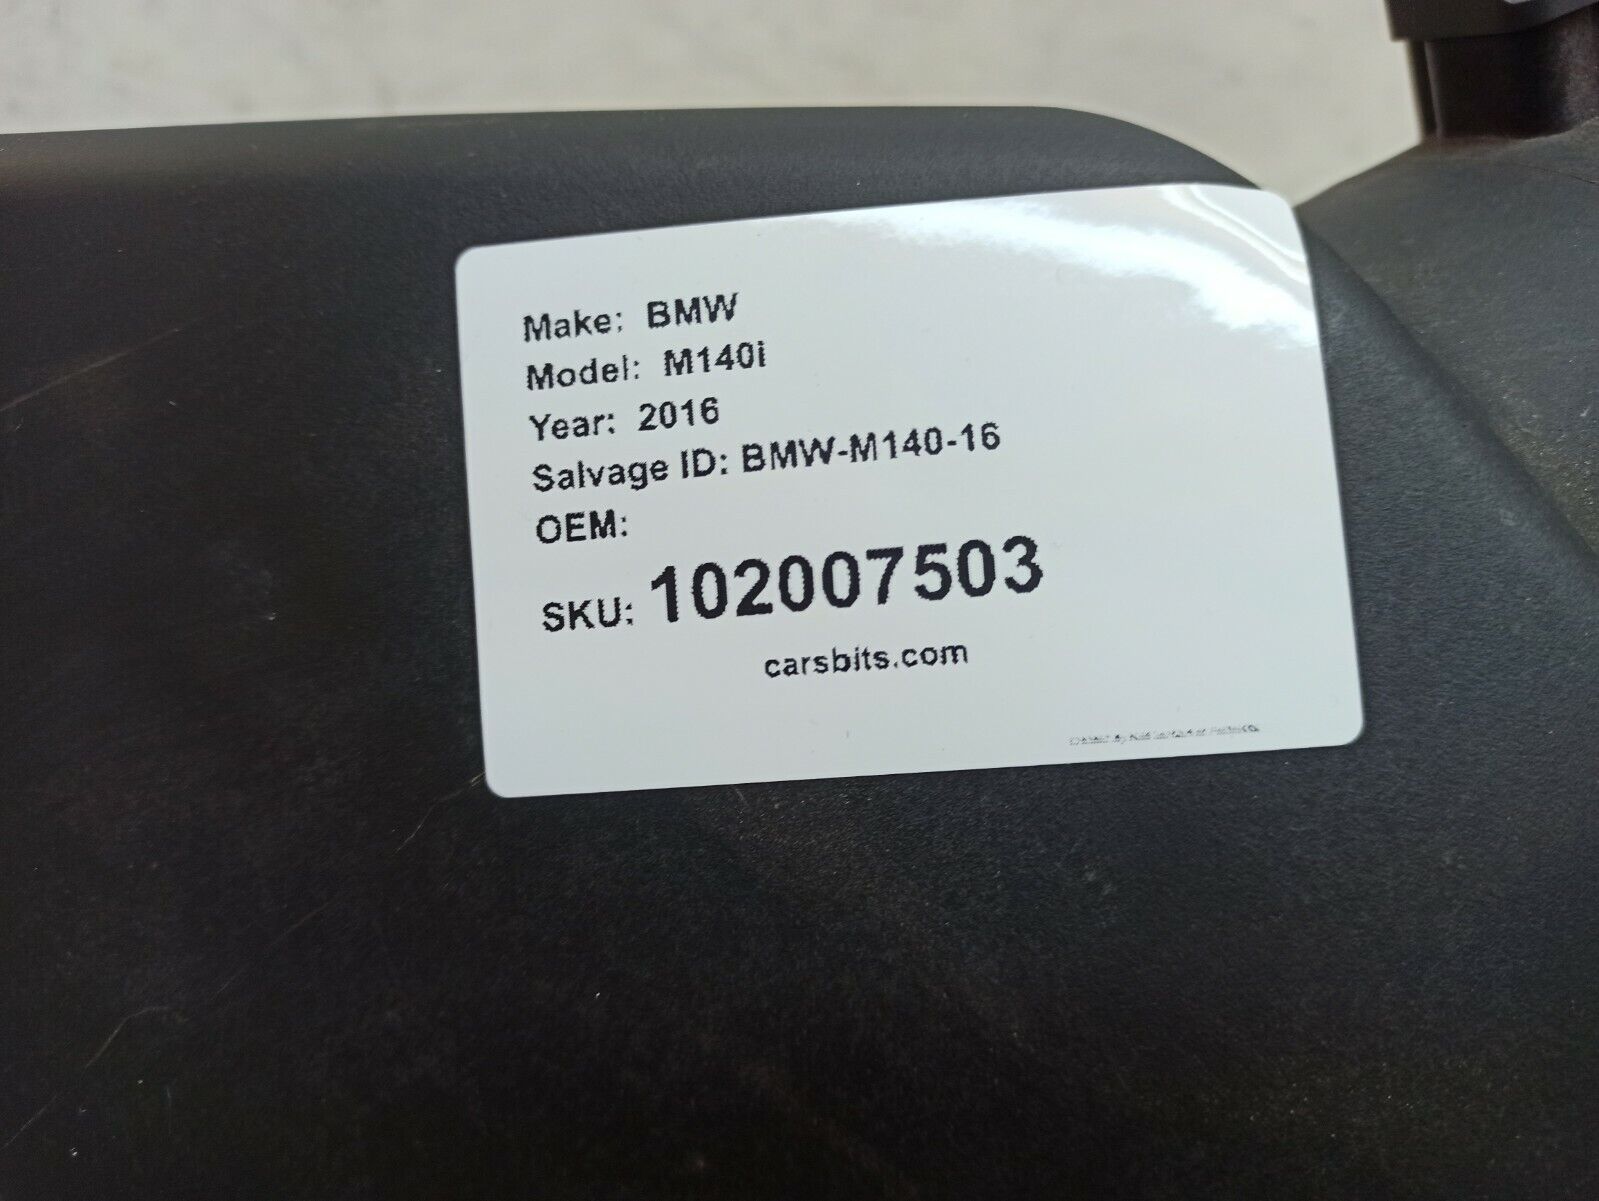 Make: BMW
Model: M140i
Year: 2016
Salvage ID: BMW-M140-16
OEM:
SKU: 102007503
carsbits.com